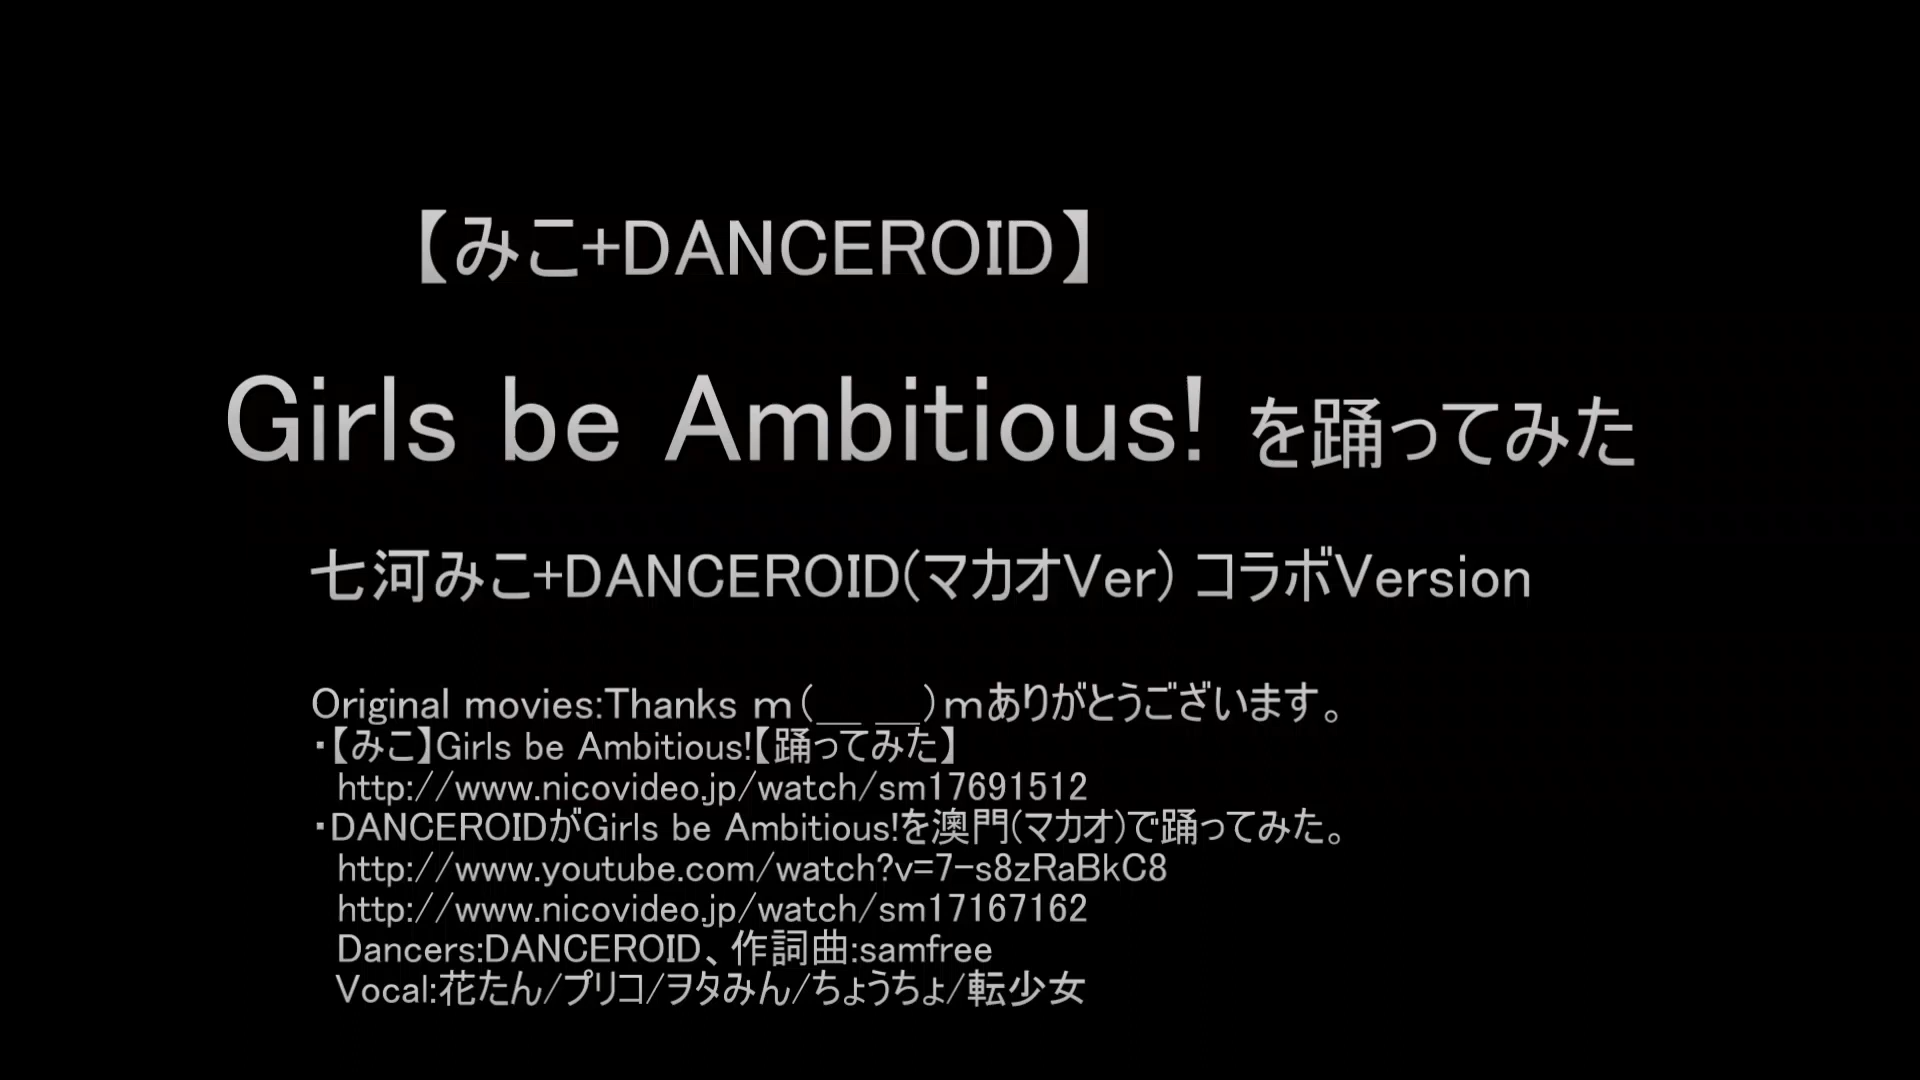 【みこ+DANCEROID】
Girls be Ambitious! を踊ってみた
七河みこ+DANCEROID(マカオVer) コラボVersion
Original movies:Thanks m(__ __)mありがとうございます。
・【みこ】Girls be Ambitious!【踊ってみた】
http://www.nicovideo.jp/watch/sm17691512
・DANCEROIDがGirls be Ambitious!を澳門(マカオ)で踊ってみた。
http://www.youtube.com/watch?v=7-s8zRaBkC8
http://www.nicovideo.jp/watch/sm17167162
Dancers:DANCEROID、作詞曲:samfree
Vocal:花たん/プリコ/ヲタみん/ちょうちょ/転少女